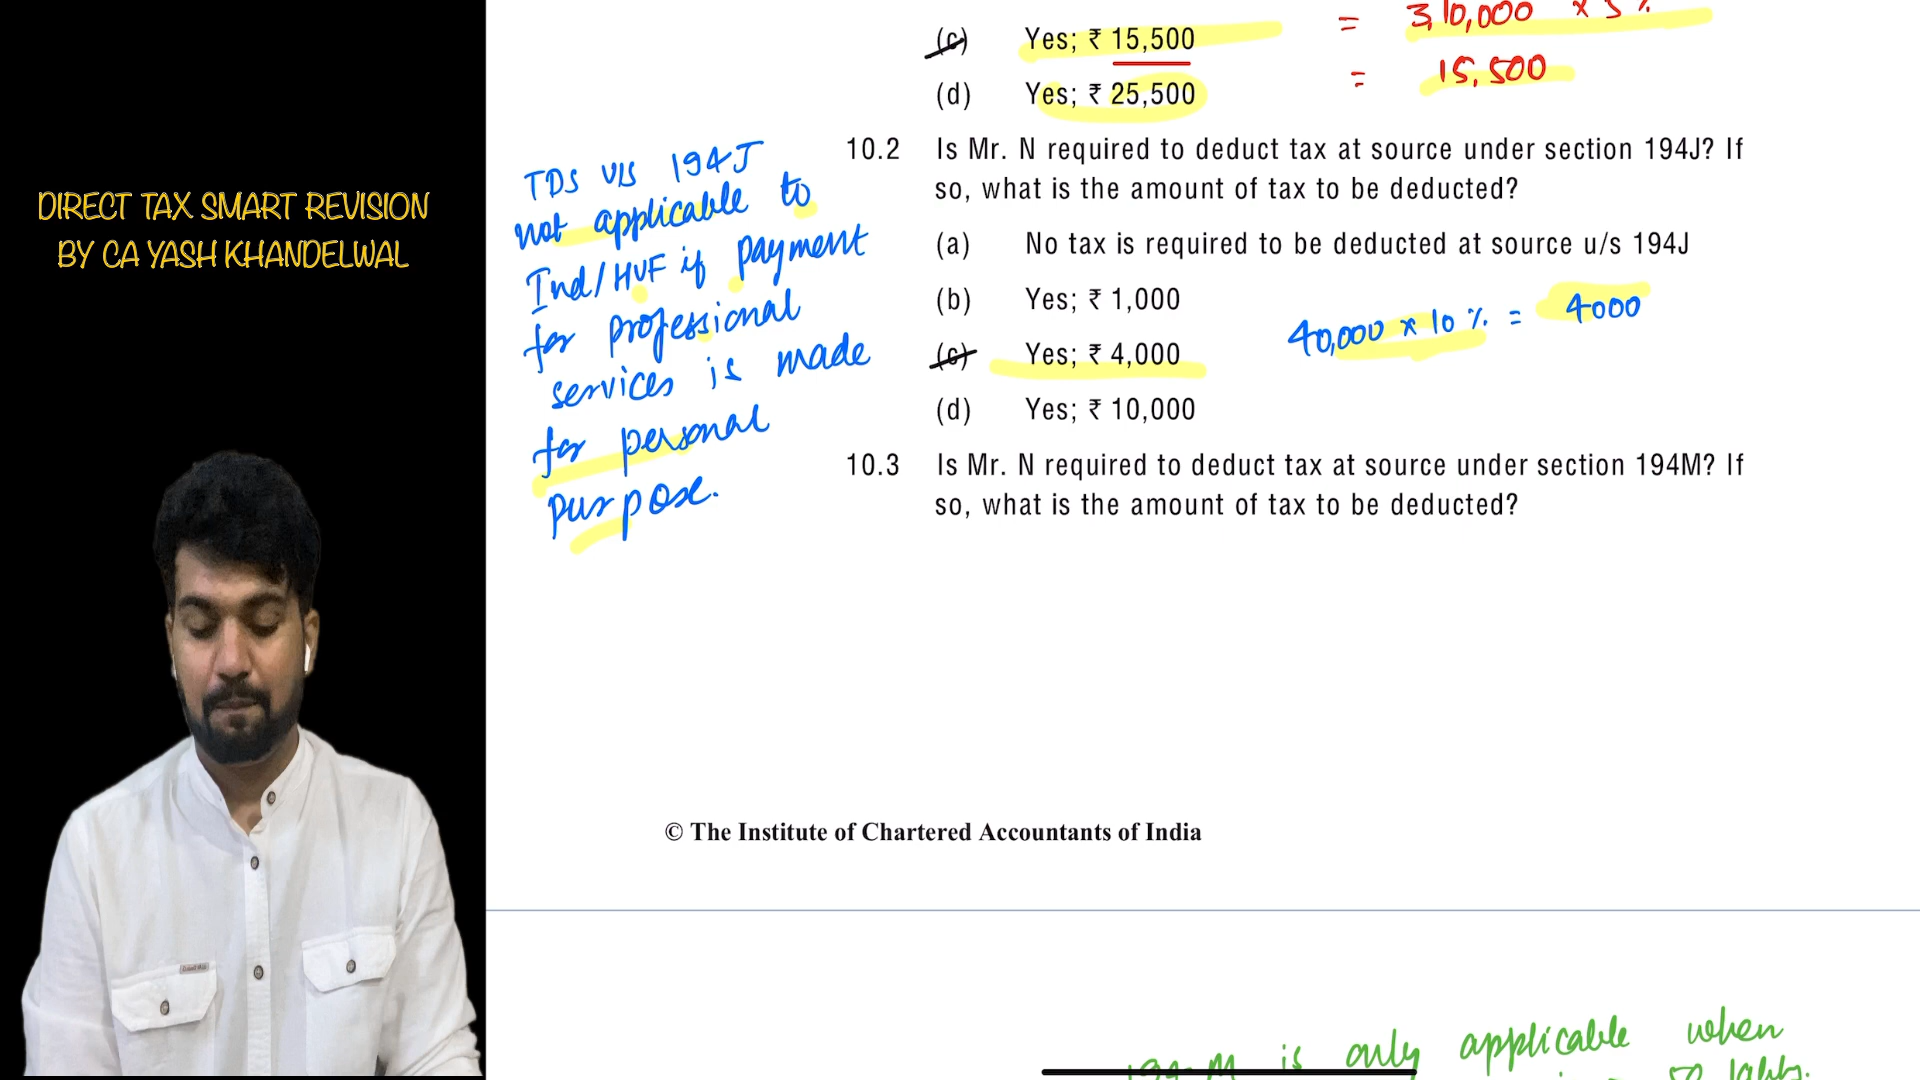 DIRECT TAX SMART REVISION
BY CA YASH KHANDELWAL
(c) Yes; ₹ 15,500
(d) Yes; ₹ 25,500
= 3,10,000 x 5%
= 15,500
TDS u/s 194J
not applicable to
Ind/HUF if payment
for professional
services is made
for personal
purpose.
10.2 Is Mr. N required to deduct tax at source under section 194J? If
so, what is the amount of tax to be deducted?
(a) No tax is required to be deducted at source u/s 194J
(b) Yes; ₹ 1,000
(c) Yes; ₹ 4,000
(d) Yes; ₹ 10,000
40,000 x 10% = 4000
10.3 Is Mr. N required to deduct tax at source under section 194M? If
so, what is the amount of tax to be deducted?
© The Institute of Chartered Accountants of India
194-M is only applicable when
50 lakhs.